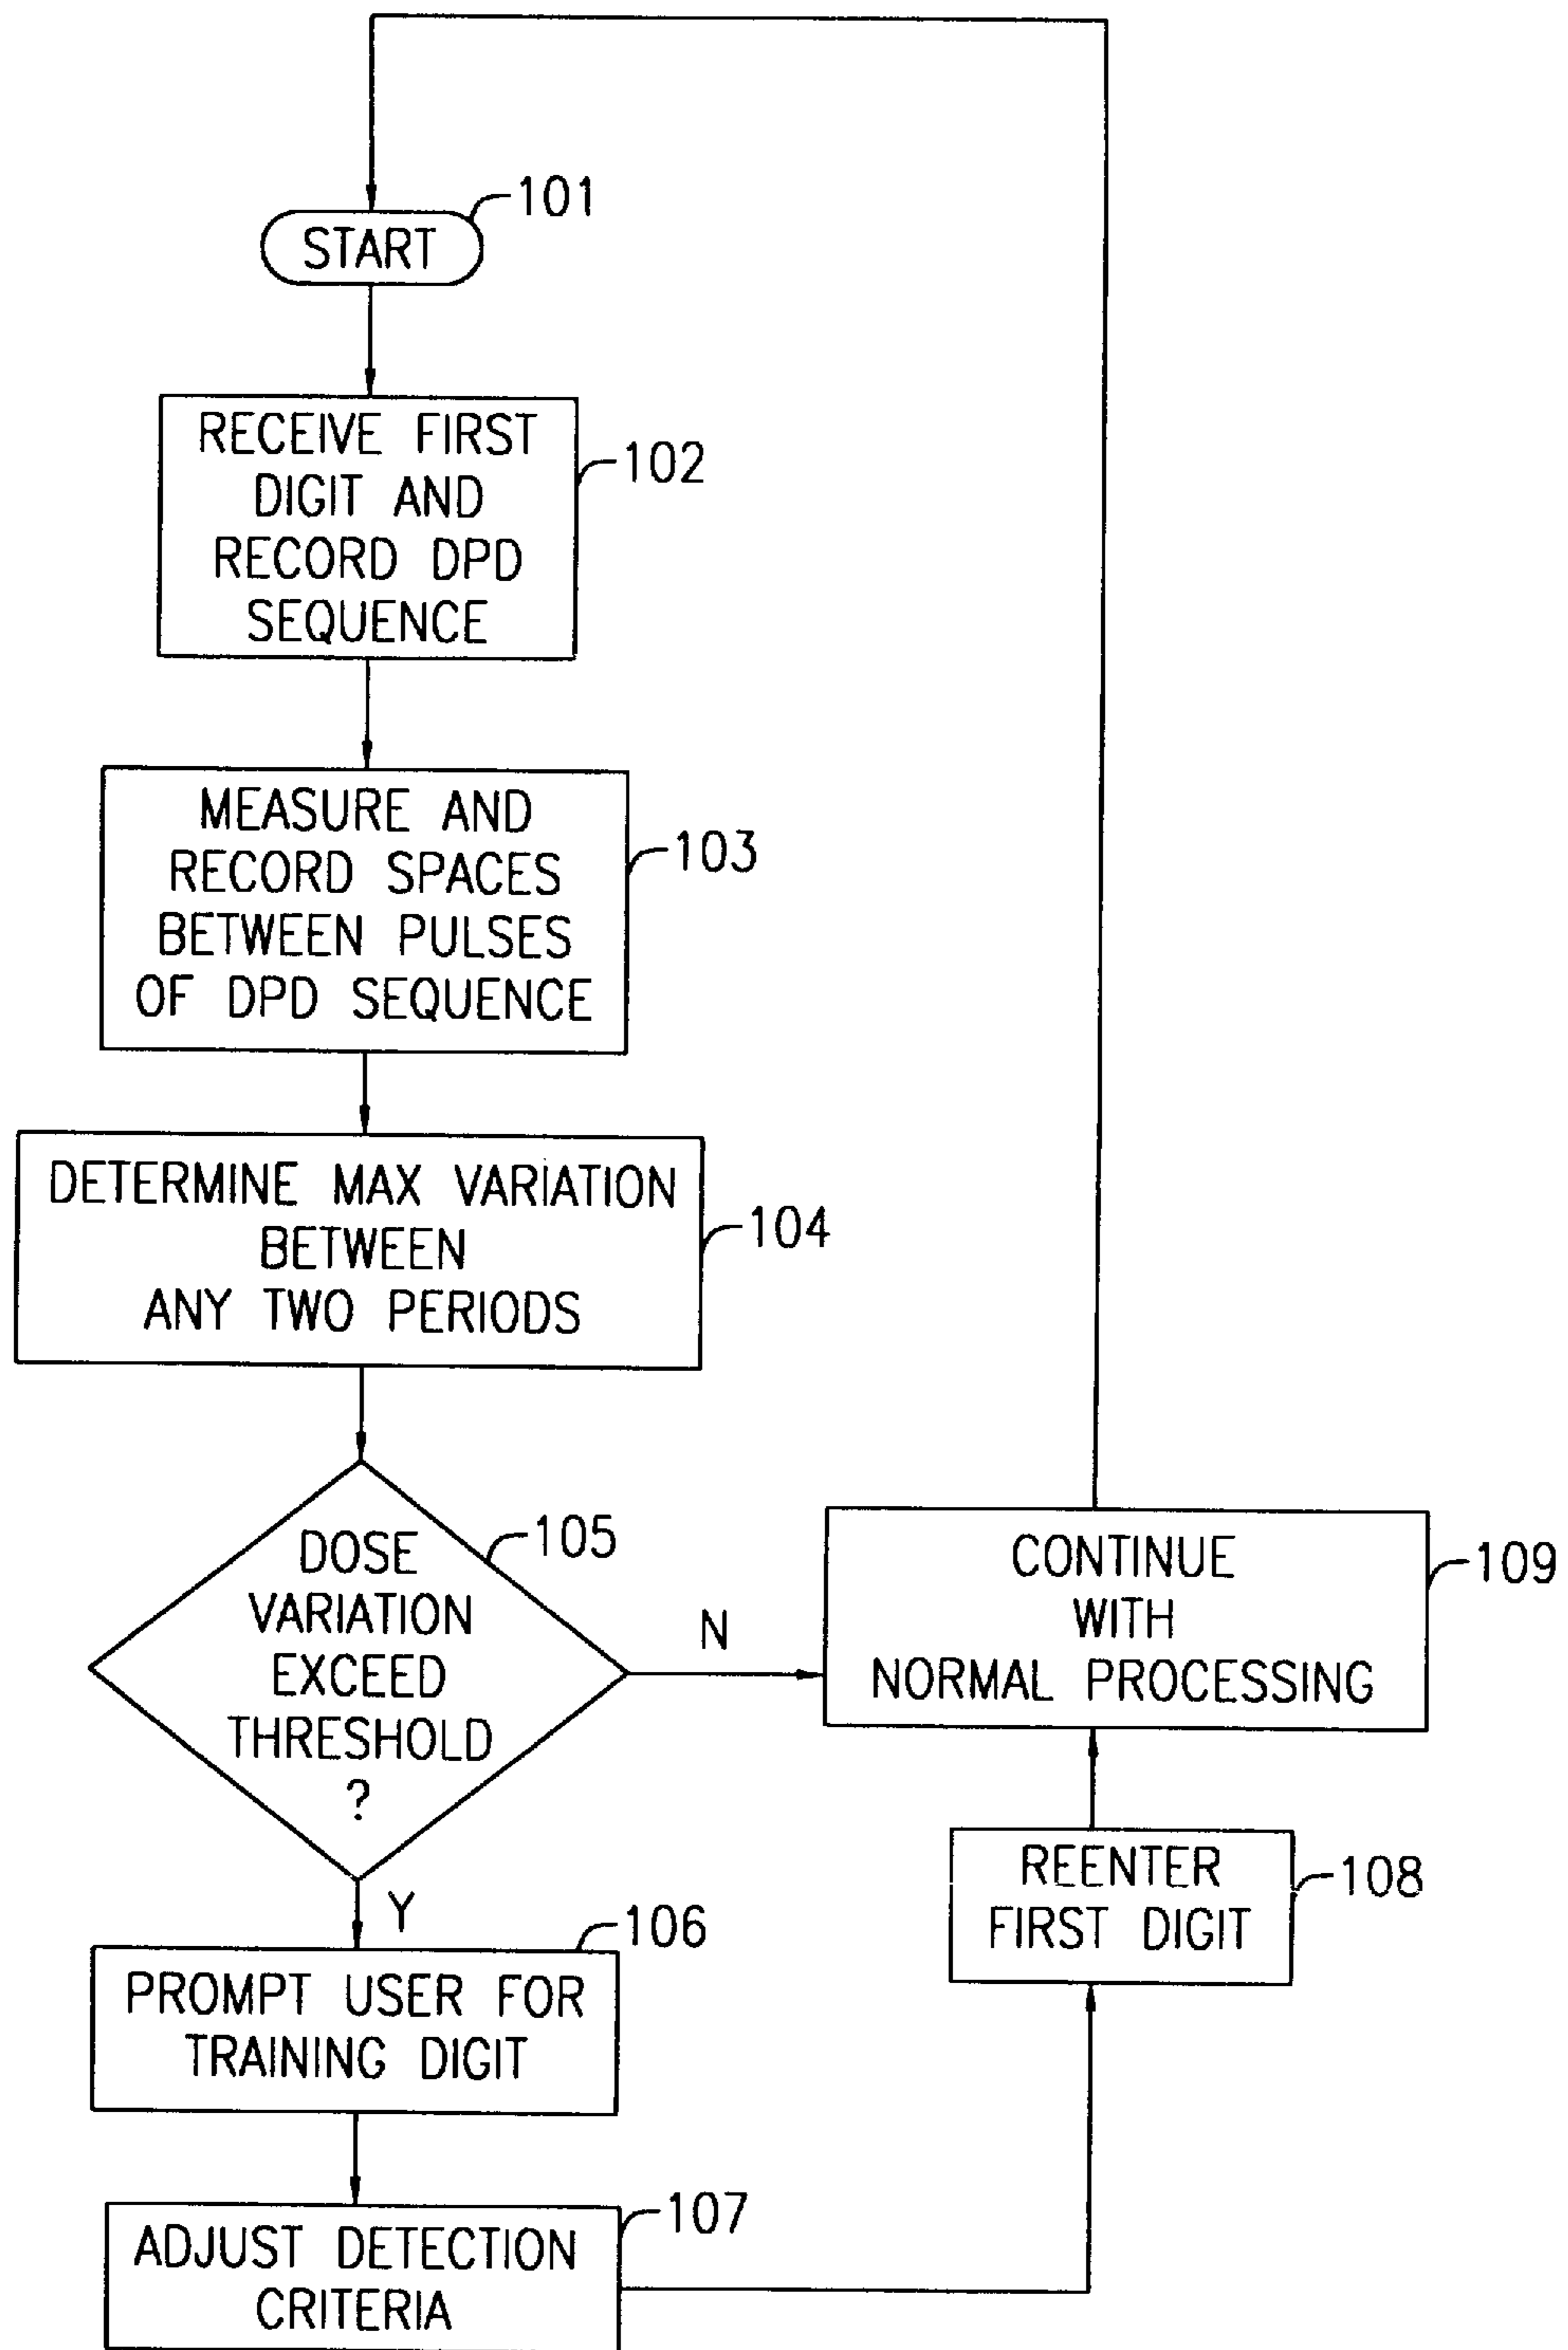 101
START
RECEIVE FIRST
DIGIT AND
RECORD DPD
SEQUENCE
102
MEASURE AND
RECORD SPACES
BETWEEN PULSES
OF DPD SEQUENCE
103
DETERMINE MAX VARIATION
BETWEEN
ANY TWO PERIODS
104
DOSE
VARIATION
EXCEED
THRESHOLD
?
105
N
Y
CONTINUE
WITH
NORMAL PROCESSING
109
REENTER
FIRST DIGIT
108
PROMPT USER FOR
TRAINING DIGIT
106
ADJUST DETECTION
CRITERIA
107